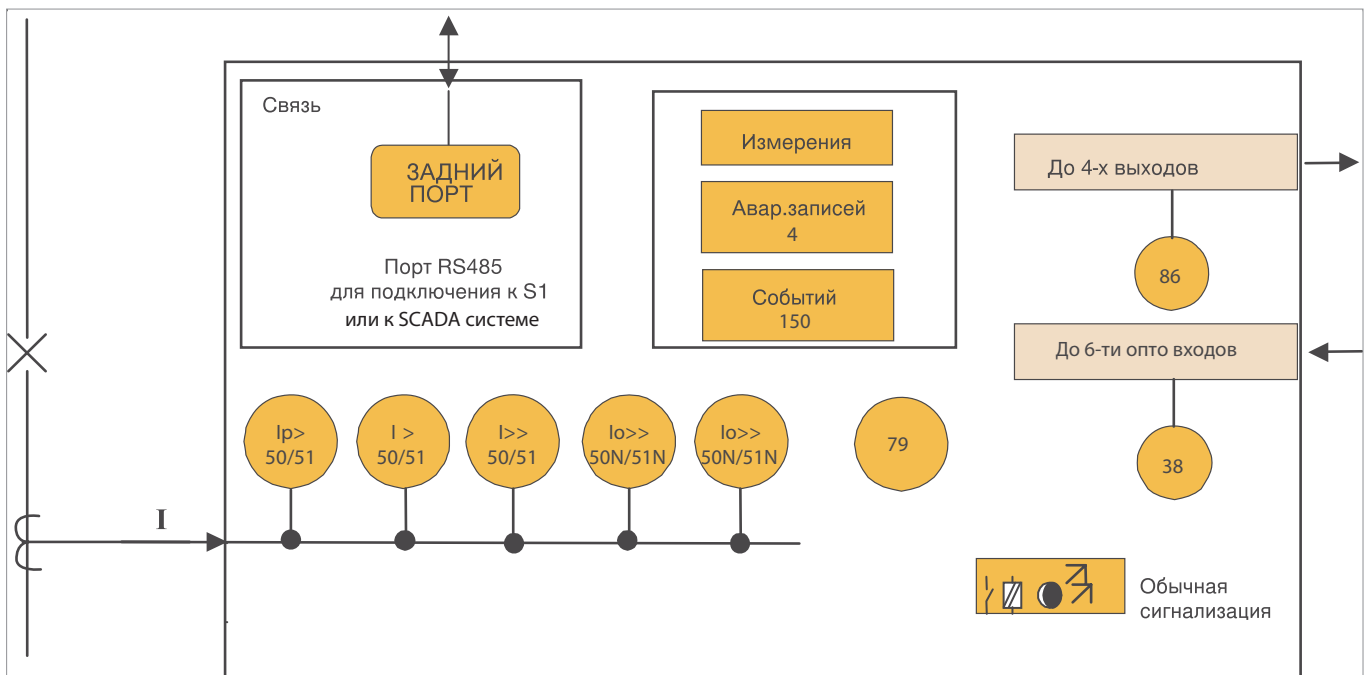 Связь
ЗАДНИЙ
ПОРТ
Порт RS485
для подключения к S1
или к SCADA системе
Измерения
Авар.записей
4
Событий
150
До 4-х выходов
86
До 6-ти опто входов
38
Ip>
50/51
I >
50/51
I>>
50/51
Io>>
50N/51N
Io>>
50N/51N
79
I
Обычная
сигнализация